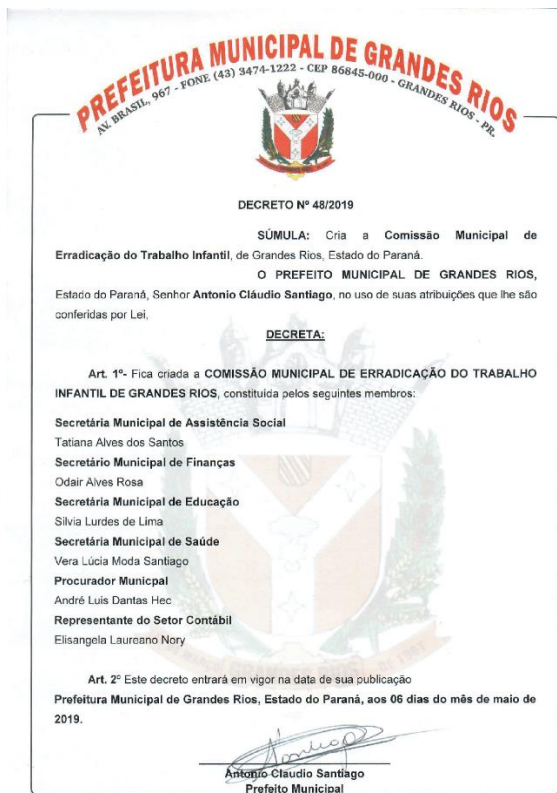 PREFEITURA MUNICIPAL DE GRANDES RIOS
AV. BRASIL, 967 - FONE (43) 3474-1222 - CEP 86845-000 - GRANDES RIOS - PR.
DECRETO Nº 48/2019
SÚMULA: Cria a Comissão Municipal de
Erradicação do Trabalho Infantil, de Grandes Rios, Estado do Paraná.
O PREFEITO MUNICIPAL DE GRANDES RIOS,
Estado do Paraná, Senhor Antonio Cláudio Santiago, no uso de suas atribuições que lhe são
conferidas por Lei,
DECRETA:
Art. 1º- Fica criada a COMISSÃO MUNICIPAL DE ERRADICAÇÃO DO TRABALHO
INFANTIL DE GRANDES RIOS, constituída pelos seguintes membros:
Secretária Municipal de Assistência Social
Tatiana Alves dos Santos
Secretário Municipal de Finanças
Odair Alves Rosa
Secretária Municipal de Educação
Silvia Lurdes de Lima
Secretária Municipal de Saúde
Vera Lúcia Moda Santiago
Procurador Municpal
André Luis Dantas Hec
Representante do Setor Contábil
Elisangela Laureano Nory
Art. 2º Este decreto entrará em vigor na data de sua publicação
Prefeitura Municipal de Grandes Rios, Estado do Paraná, aos 06 dias do mês de maio de
2019.
Antonio Claudio Santiago
Prefeito Municipal